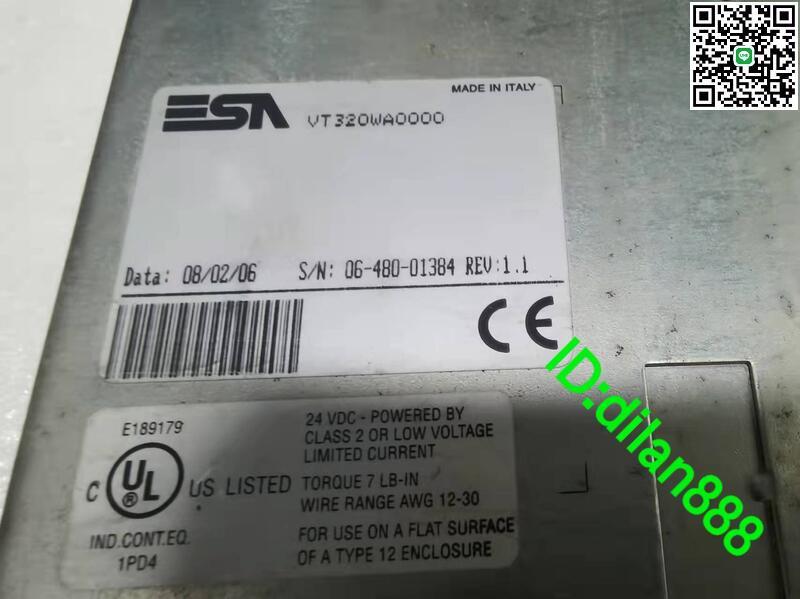 MADE IN ITALY
ESA VT320WA0000
Data: 08/02/06 S/N: 06-480-01384 REV:1.1
CE
ID:dilan888
E189179
C UL ® US LISTED
IND.CONT.EQ.
1PD4
24 VDC - POWERED BY
CLASS 2 OR LOW VOLTAGE
LIMITED CURRENT
TORQUE 7 LB-IN
WIRE RANGE AWG 12-30
FOR USE ON A FLAT SURFACE
OF A TYPE 12 ENCLOSURE